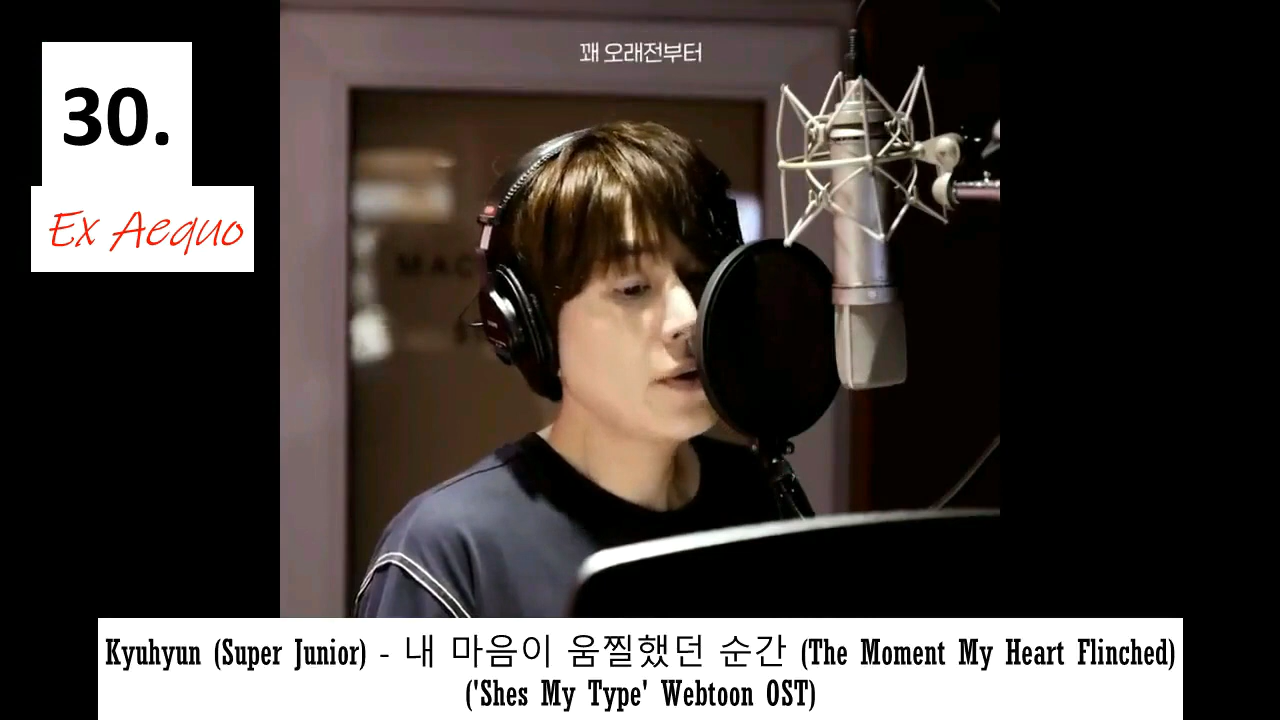 30.
Ex Aequo
꽤 오래전부터
MAC
Kyuhyun (Super Junior) - 내 마음이 움찔했던 순간 (The Moment My Heart Flinched)
('Shes My Type' Webtoon OST)